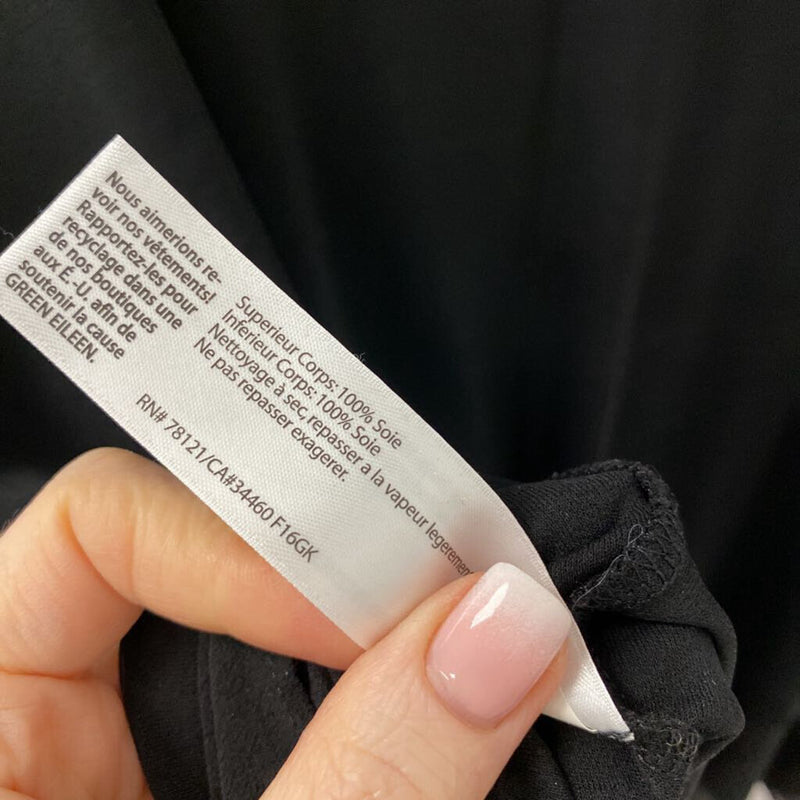 Nous aimerions re-
voir nos vêtements!
Rapportez-les pour
recyclage dans une
de nos boutiques
aux E -U, afin de
soutenir la cause
GREEN EILEEN.
Superieur Corps: 100% Soie
Inferieur Corps: 100% Soie
Nettoyage à sec, repasser a la vapeur
Ne pas repasser exagerer.
RN# 78121/CA#34460 F16GK